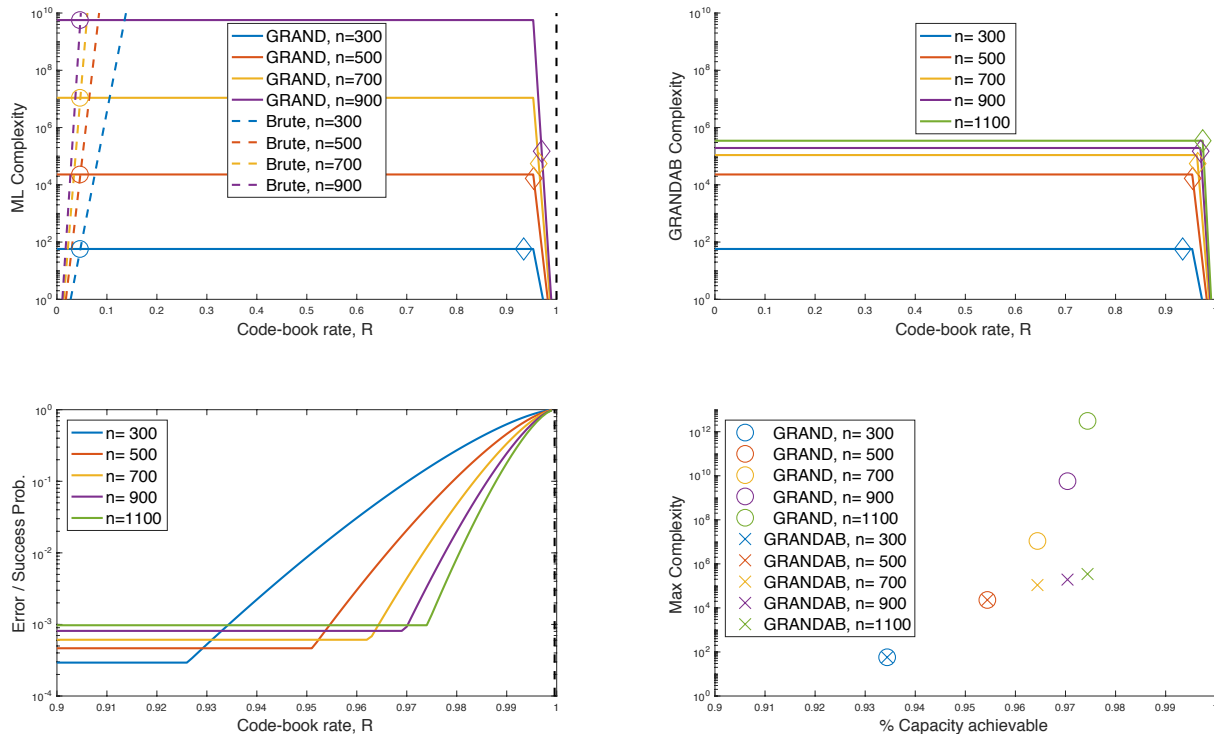 ML Complexity
10^10
10^8
10^6
10^4
10^2
10^0
0
0.1
0.2
0.3
0.4
0.5
0.6
0.7
0.8
0.9
1
Code-book rate, R
GRAND, n=300
GRAND, n=500
GRAND, n=700
GRAND, n=900
Brute, n=300
Brute, n=500
Brute, n=700
Brute, n=900
GRANDAB Complexity
10^10
10^8
10^6
10^4
10^2
10^0
0
0.1
0.2
0.3
0.4
0.5
0.6
0.7
0.8
0.9
1
Code-book rate, R
n= 300
n= 500
n= 700
n= 900
n=1100
Error / Success Prob.
10^0
10^-1
10^-2
10^-3
10^-4
0.9
0.91
0.92
0.93
0.94
0.95
0.96
0.97
0.98
0.99
1
Code-book rate, R
n= 300
n= 500
n= 700
n= 900
n=1100
Max Complexity
10^12
10^10
10^8
10^6
10^4
10^2
10^0
0.9
0.91
0.92
0.93
0.94
0.95
0.96
0.97
0.98
0.99
1
% Capacity achievable
GRAND, n= 300
GRAND, n= 500
GRAND, n= 700
GRAND, n= 900
GRAND, n=1100
GRANDAB, n= 300
GRANDAB, n= 500
GRANDAB, n= 700
GRANDAB, n= 900
GRANDAB, n=1100